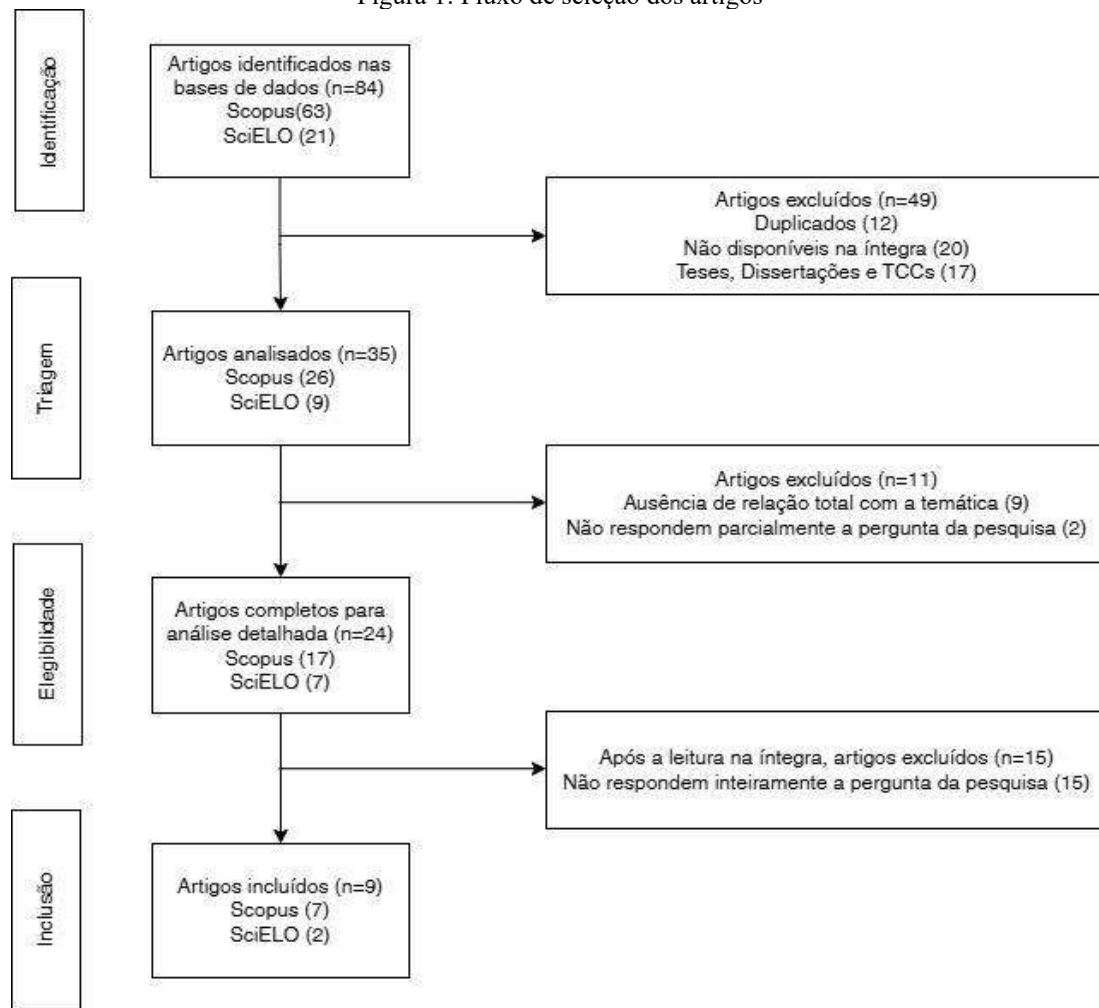 Figura 1: Fluxo de seleção dos artigos
Identificação
Artigos identificados nas
bases de dados (n=84)
Scopus(63)
SciELO (21)
Artigos excluídos (n=49)
Duplicados (12)
Não disponíveis na íntegra (20)
Teses, Dissertações e TCCs (17)
Triagem
Artigos analisados (n=35)
Scopus (26)
SciELO (9)
Artigos excluídos (n=11)
Ausência de relação total com a temática (9)
Não respondem parcialmente a pergunta da pesquisa (2)
Elegibilidade
Artigos completos para
análise detalhada (n=24)
Scopus (17)
SciELO (7)
Após a leitura na íntegra, artigos excluídos (n=15)
Não respondem inteiramente a pergunta da pesquisa (15)
Inclusão
Artigos incluídos (n=9)
Scopus (7)
SciELO (2)